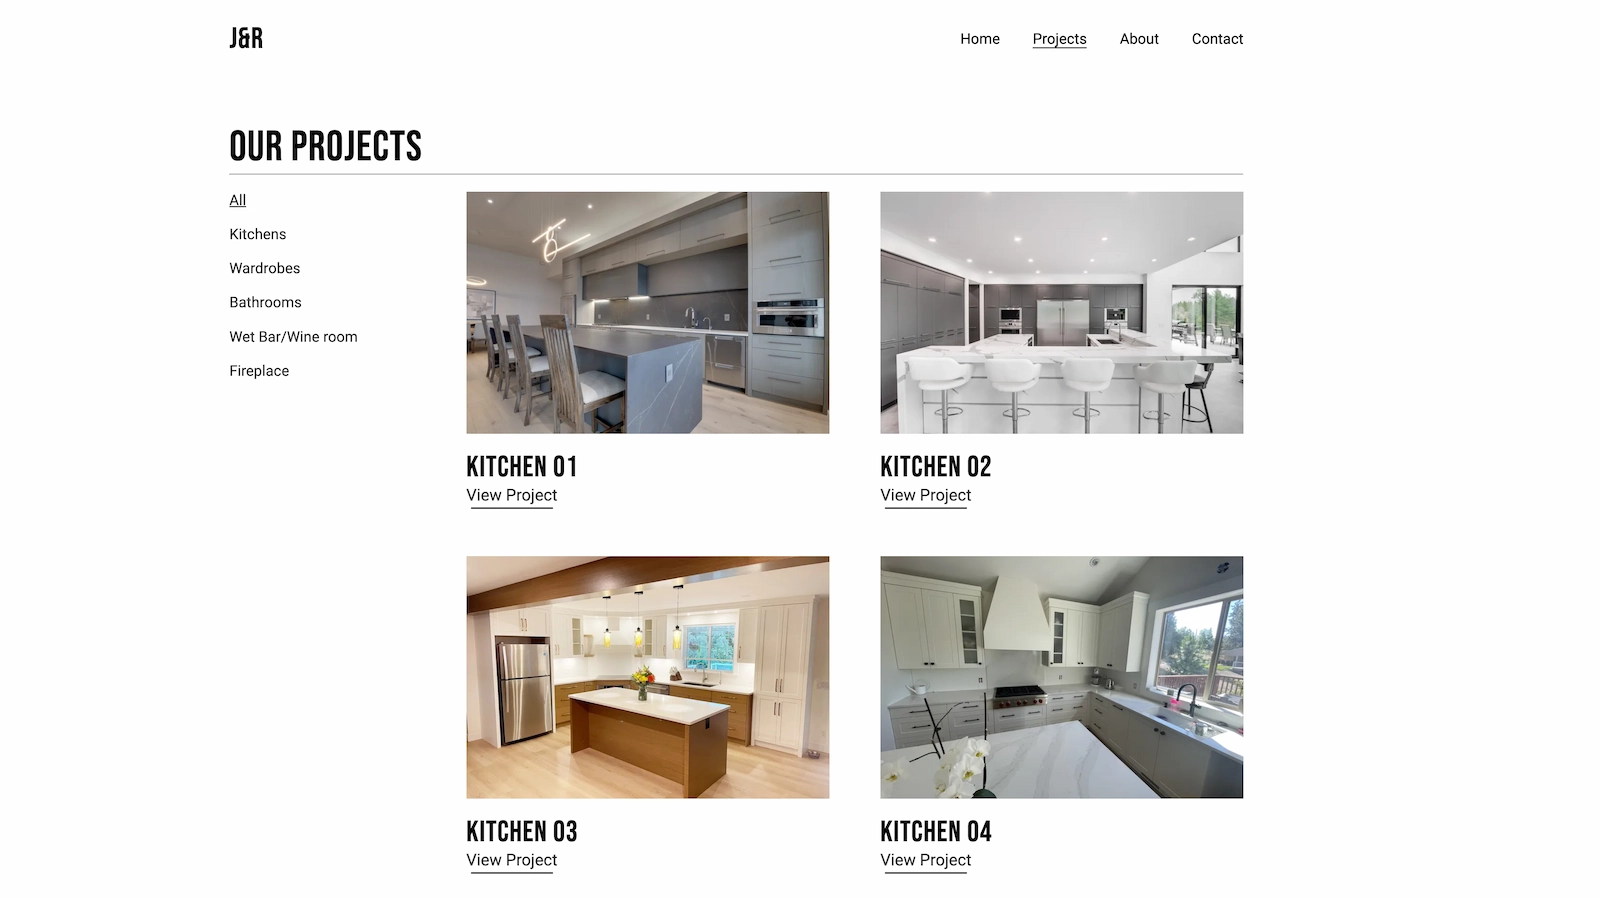 J&R
Home Projects About Contact
OUR PROJECTS
All
Kitchens
Wardrobes
Bathrooms
Wet Bar/Wine room
Fireplace
KITCHEN 01
View Project
KITCHEN 02
View Project
KITCHEN 03
View Project
KITCHEN 04
View Project